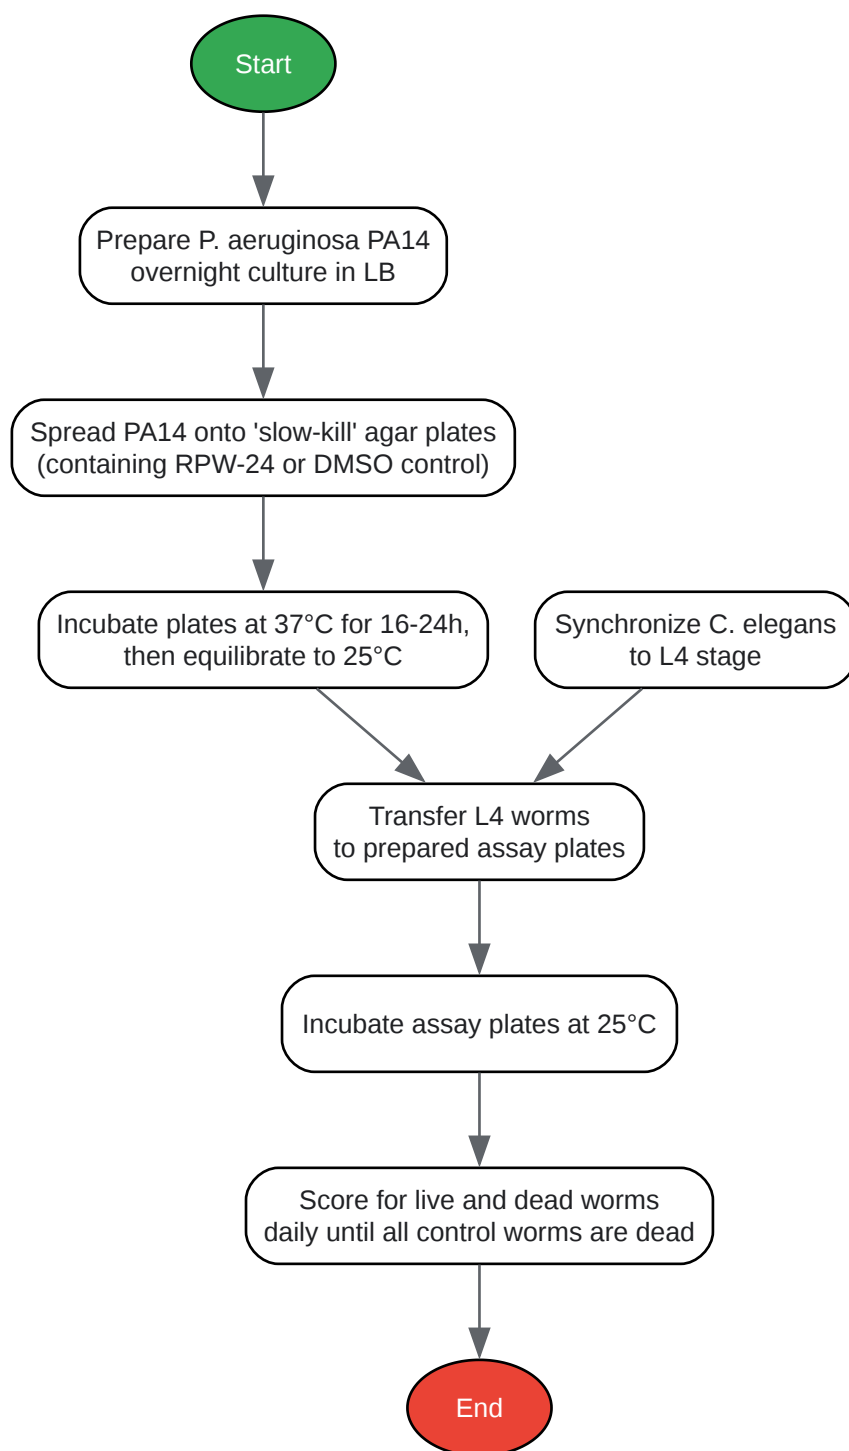 Start
Prepare P. aeruginosa PA14
overnight culture in LB
Spread PA14 onto 'slow-kill' agar plates
(containing RPW-24 or DMSO control)
Incubate plates at 37°C for 16-24h,
then equilibrate to 25°C
Synchronize C. elegans
to L4 stage
Transfer L4 worms
to prepared assay plates
Incubate assay plates at 25°C
Score for live and dead worms
daily until all control worms are dead
End